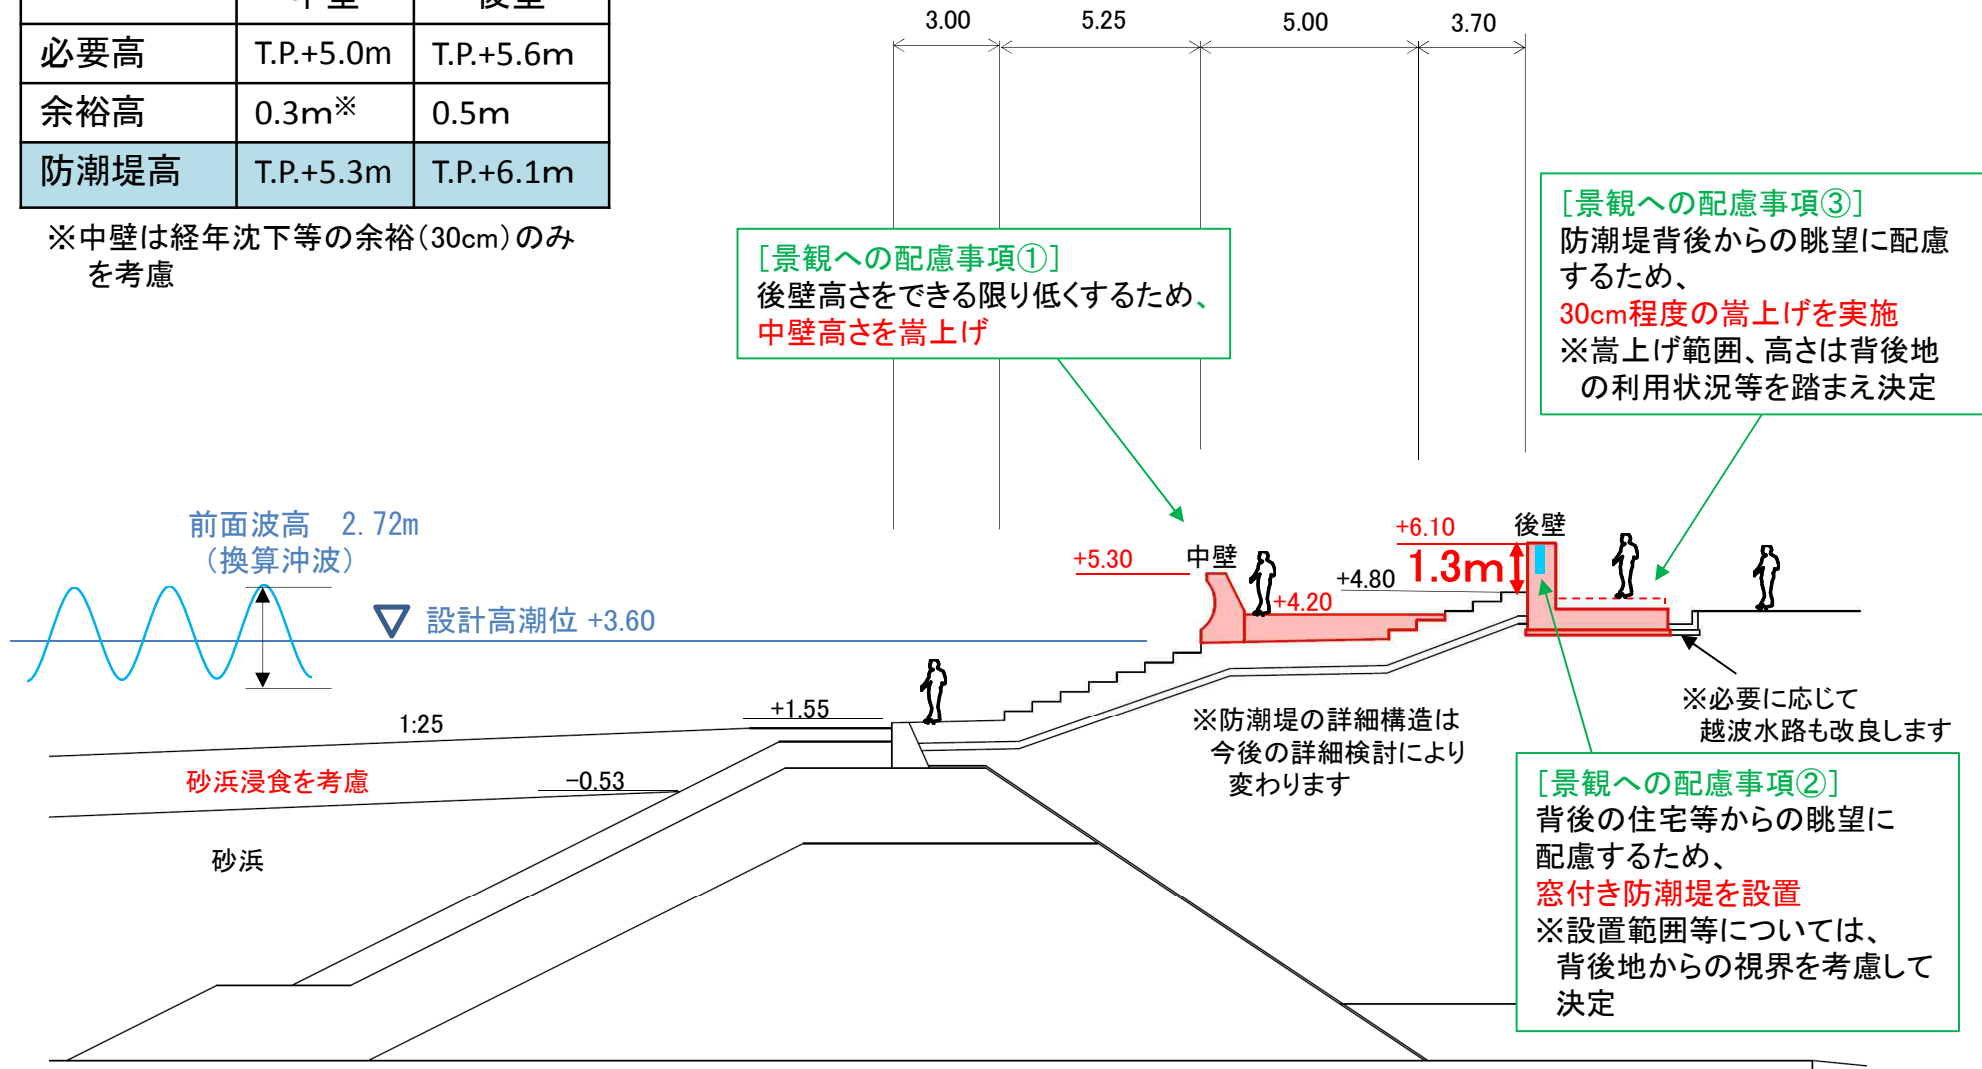 中壁 後壁
必要高 T.P.+5.0m T.P.+5.6m
余裕高 0.3m※ 0.5m
防潮堤高 T.P.+5.3m T.P.+6.1m
※中壁は経年沈下等の余裕(30cm)のみ
を考慮
3.00 5.25 5.00 3.70
[景観への配慮事項①]
後壁高さをできる限り低くするため、
中壁高さを嵩上げ
[景観への配慮事項③]
防潮堤背後からの眺望に配慮
するため、
30cm程度の嵩上げを実施
※嵩上げ範囲、高さは背後地
の利用状況等を踏まえ決定
前面波高 2.72m
(換算沖波)
設計高潮位 +3.60
+5.30
中壁
+4.20
+4.80
+6.10
1.3m
後壁
+1.55
1:25
砂浜浸食を考慮
-0.53
砂浜
※防潮堤の詳細構造は
今後の詳細検討により
変わります
※必要に応じて
越波水路も改良します
[景観への配慮事項②]
背後の住宅等からの眺望に
配慮するため、
窓付き防潮堤を設置
※設置範囲等については、
背後地からの視界を考慮して
決定